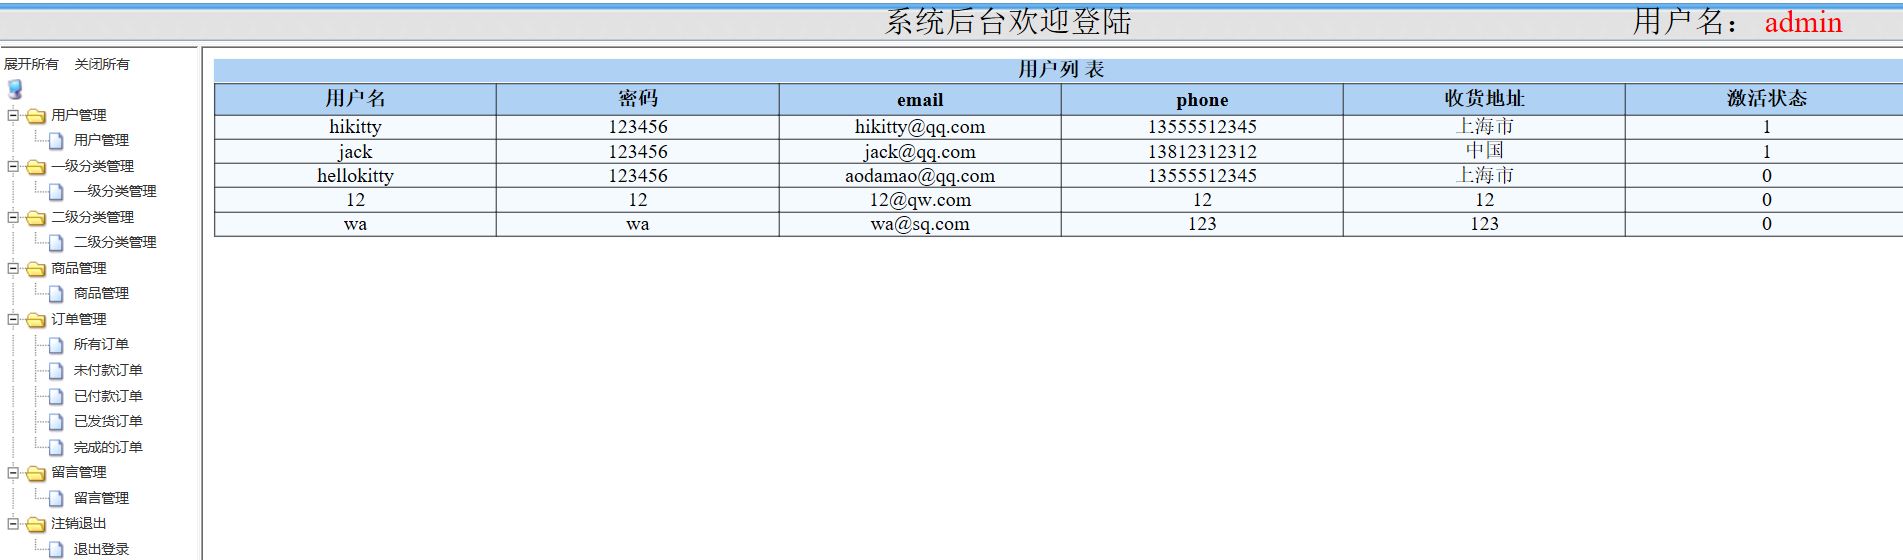 系统后台欢迎登陆 用户名： admin
展开所有 关闭所有
用户管理
用户管理
一级分类管理
一级分类管理
二级分类管理
二级分类管理
商品管理
商品管理
订单管理
所有订单
未付款订单
已付款订单
已发货订单
完成的订单
留言管理
留言管理
注销退出
退出登录
用户列表
用户名 密码 email phone 收货地址 激活状态
hikitty 123456 hikitty@qq.com 13555512345 上海市 1
jack 123456 jack@qq.com 13812312312 中国 1
hellokitty 123456 aodamao@qq.com 13555512345 上海市 0
12 12 12@qw.com 12 12 0
wa wa wa@sq.com 123 123 0